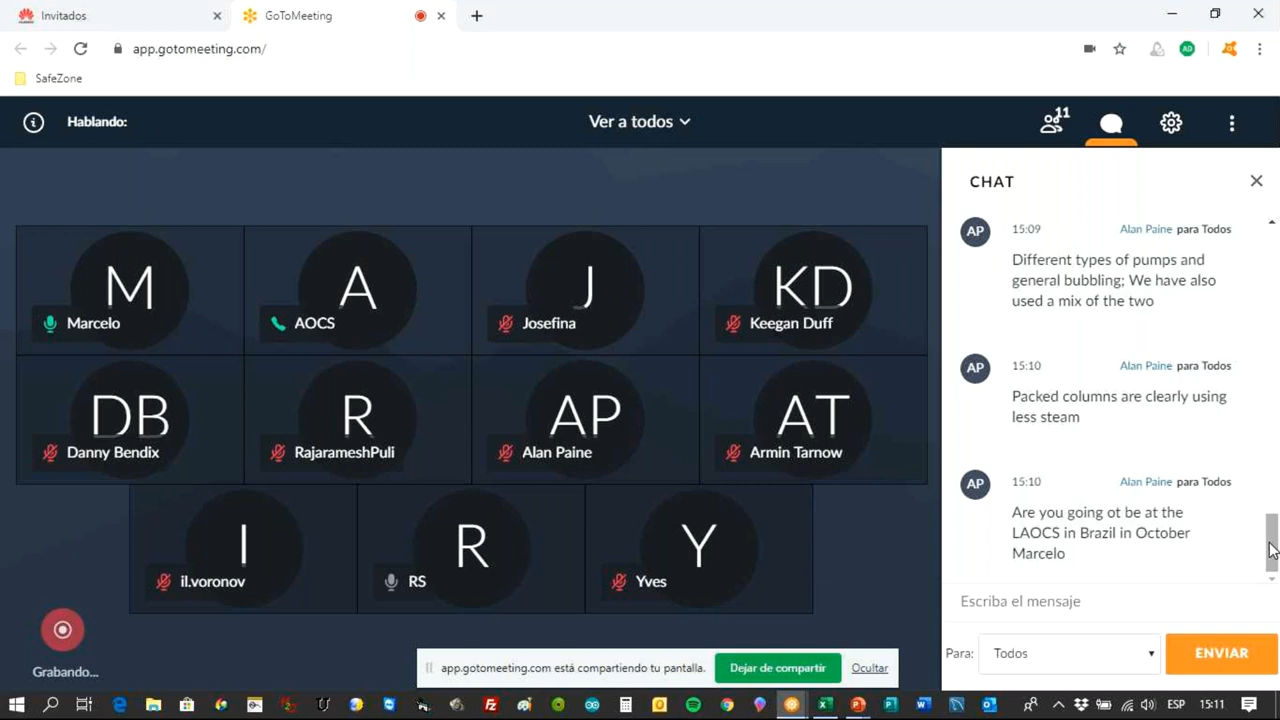 Invitados
GoToMeeting
app.gotomeeting.com/
AD
SafeZone
Hablando:
Ver a todos
11
CHAT
M
Marcelo
A
AOCS
J
Josefina
KD
Keegan Duff
DB
Danny Bendix
R
RajarameshPuli
AP
Alan Paine
AT
Armin Tarnow
I
il.voronov
R
RS
Y
Yves
AP
15:09
Alan Paine para Todos
Different types of pumps and
general bubbling; We have also
used a mix of the two
AP
15:10
Alan Paine para Todos
Packed columns are clearly using
less steam
AP
15:10
Alan Paine para Todos
Are you going ot be at the
LAOCS in Brazil in October
Marcelo
Escriba el mensaje
Para:
Todos
ENVIAR
Grabando...
app.gotomeeting.com está compartiendo tu pantalla.
Dejar de compartir
Ocultar
ESP
15:11